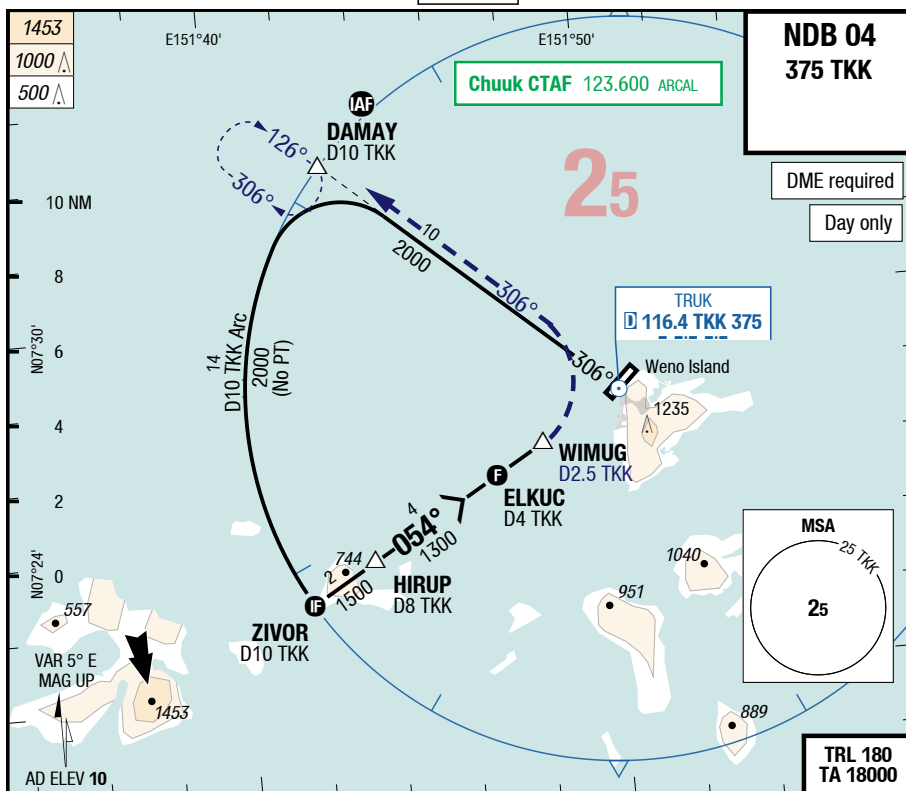 1453
1000
500
E151°40'
E151°50'
NDB 04
375 TKK
Chuuk CTAF 123.600 ARCAL
IAF
DAMAY
D10 TKK
126°
306°
25
DME required
Day only
10 NM
8
6
4
2
0
N07°30'
N07°24'
10
2000
306°
306°
TRUK
D 116.4 TKK 375
Weno Island
1235
14
D10 TKK Arc
2000
(No PT)
WIMUG
D2.5 TKK
F
ELKUC
D4 TKK
4
054°
1300
744
2
1500
HIRUP
D8 TKK
IF
ZIVOR
D10 TKK
557
VAR 5° E
MAG UP
1453
AD ELEV 10
951
1040
889
MSA
25 TKK
25
TRL 180
TA 18000